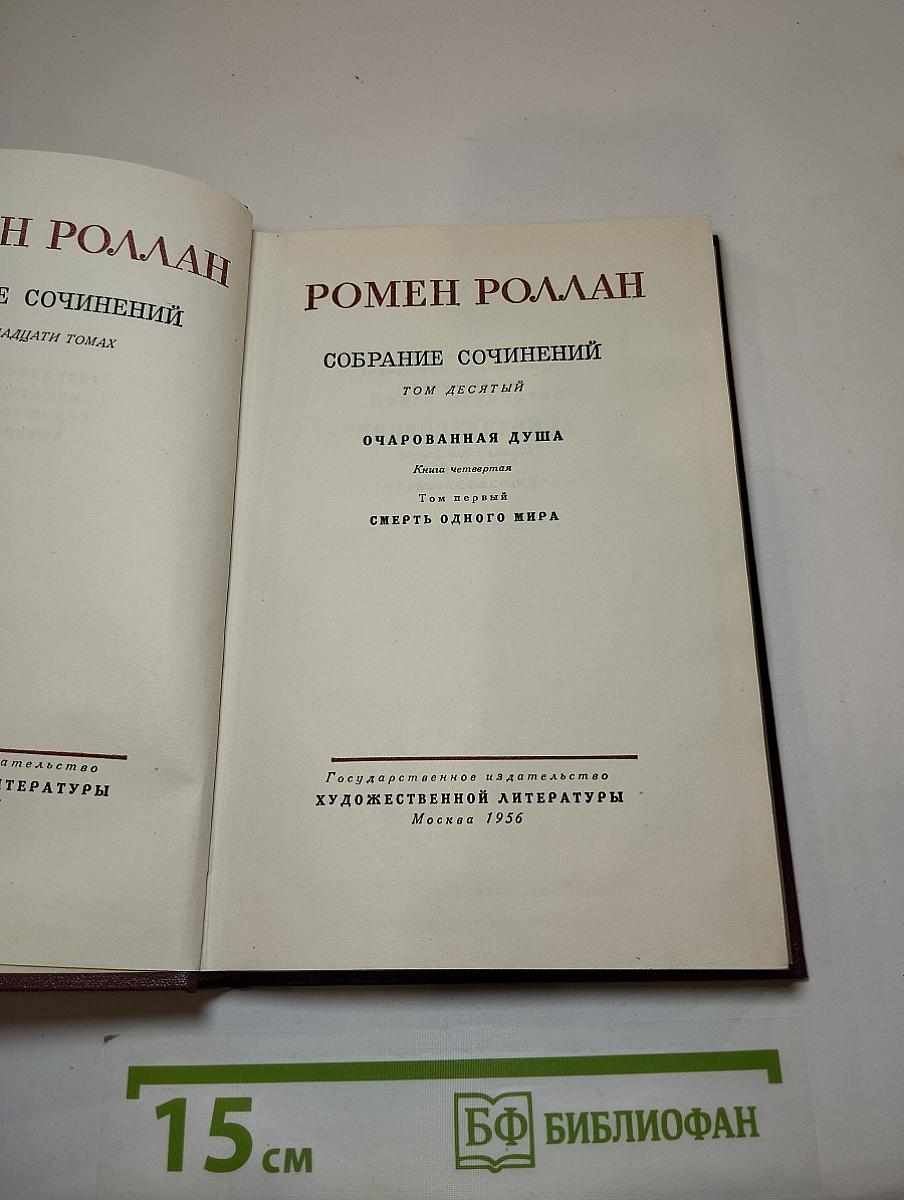 Н РОЛЛАН
Е СОЧИНЕНИЙ
АДЦАТИ ТОМАХ
ательство
ИТЕРАТУРЫ
РОМЕН РОЛЛАН
СОБРАНИЕ СОЧИНЕНИЙ
ТОМ ДЕСЯТЫЙ
ОЧАРОВАННАЯ ДУША
Книга четвертая
Том первый
СМЕРТЬ ОДНОГО МИРА
Государственное издательство
ХУДОЖЕСТВЕННОЙ ЛИТЕРАТУРЫ
Москва 1956
15 см
БФ БИБЛИОФАН